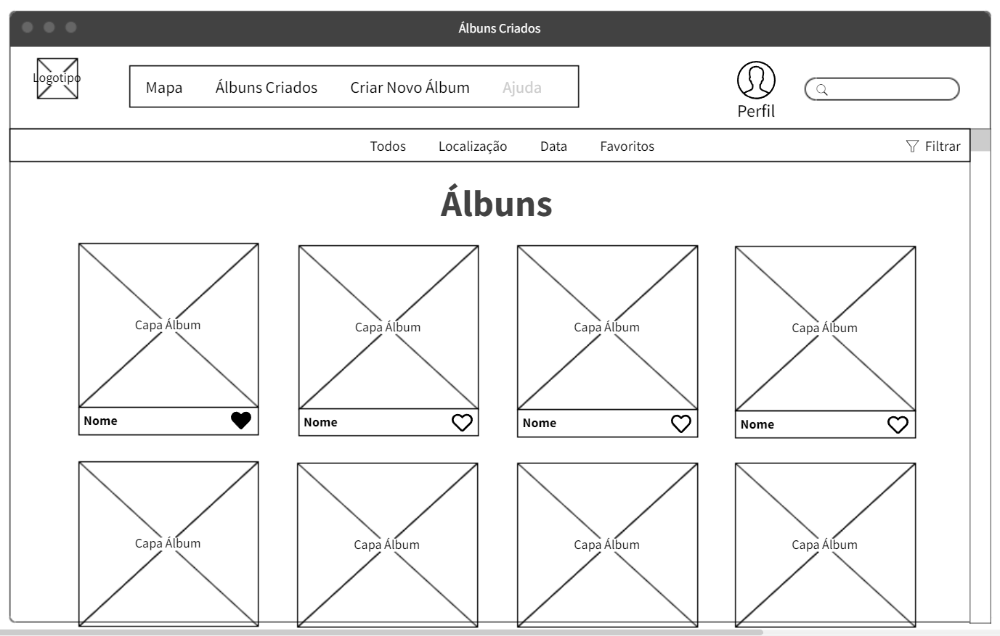 Álbuns Criados
Logotipo
Mapa Álbuns Criados Criar Novo Álbum Ajuda
Perfil
Todos Localização Data Favoritos Filtrar
Álbuns
Capa Álbum Capa Álbum Capa Álbum Capa Álbum
Nome Nome Nome Nome
Capa Álbum Capa Álbum Capa Álbum Capa Álbum